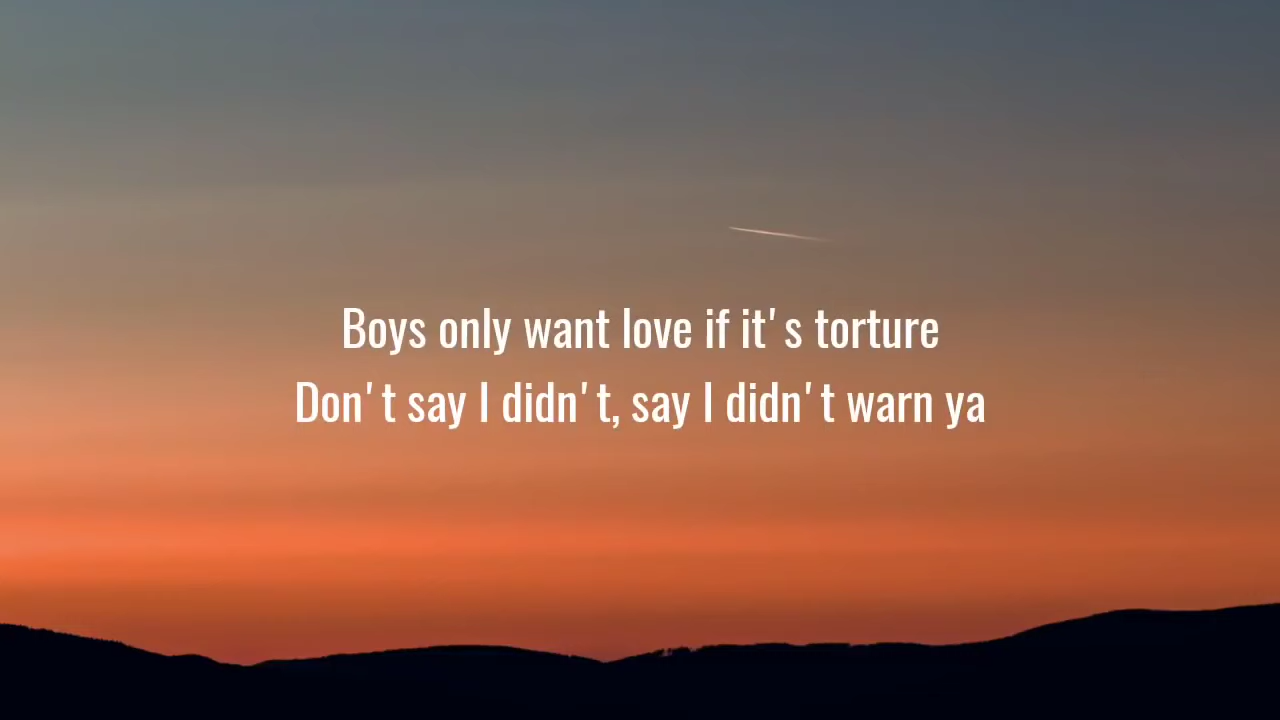 Boys only want love if it's torture
Don't say I didn't, say I didn't warn ya